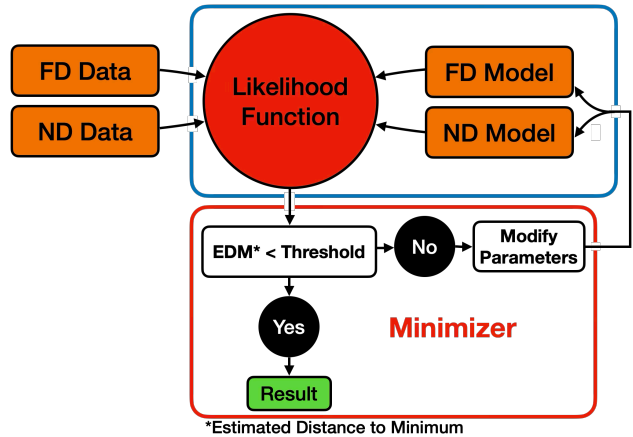 FD Data
ND Data
Likelihood
Function
FD Model
ND Model
EDM* < Threshold
No
Modify
Parameters
Yes
Minimizer
Result
*Estimated Distance to Minimum